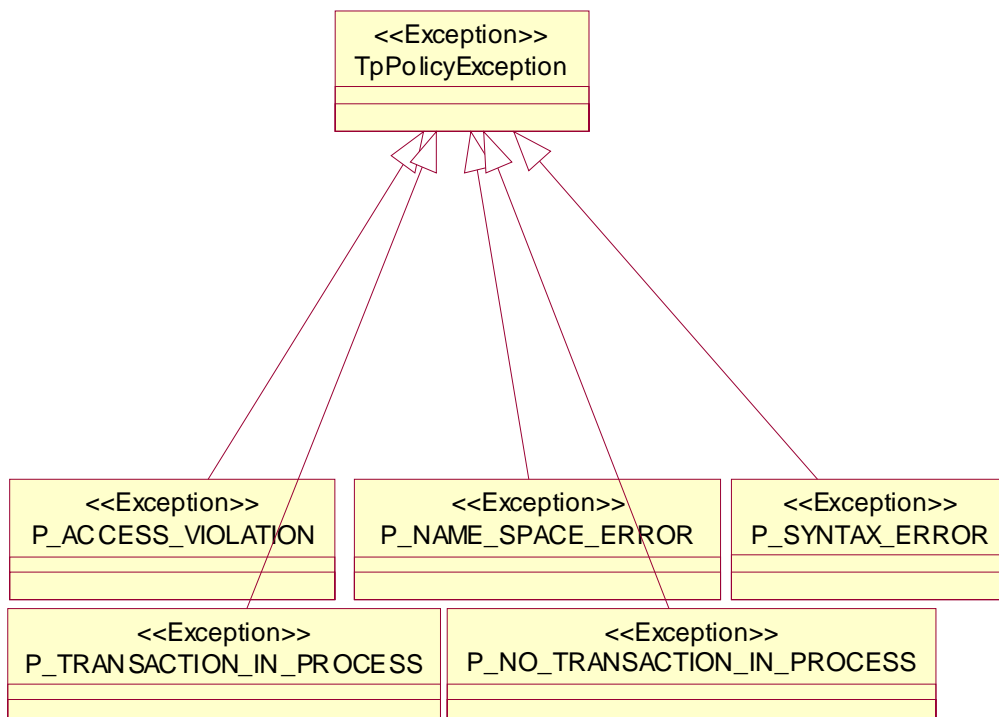 <<Exception>>
TpPolicyException
<<Exception>>
P_ACCESS_VIOLATION
<<Exception>>
P_NAME_SPACE_ERROR
<<Exception>>
P_SYNTAX_ERROR
<<Exception>>
P_TRANSACTION_IN_PROCESS
<<Exception>>
P_NO_TRANSACTION_IN_PROCESS